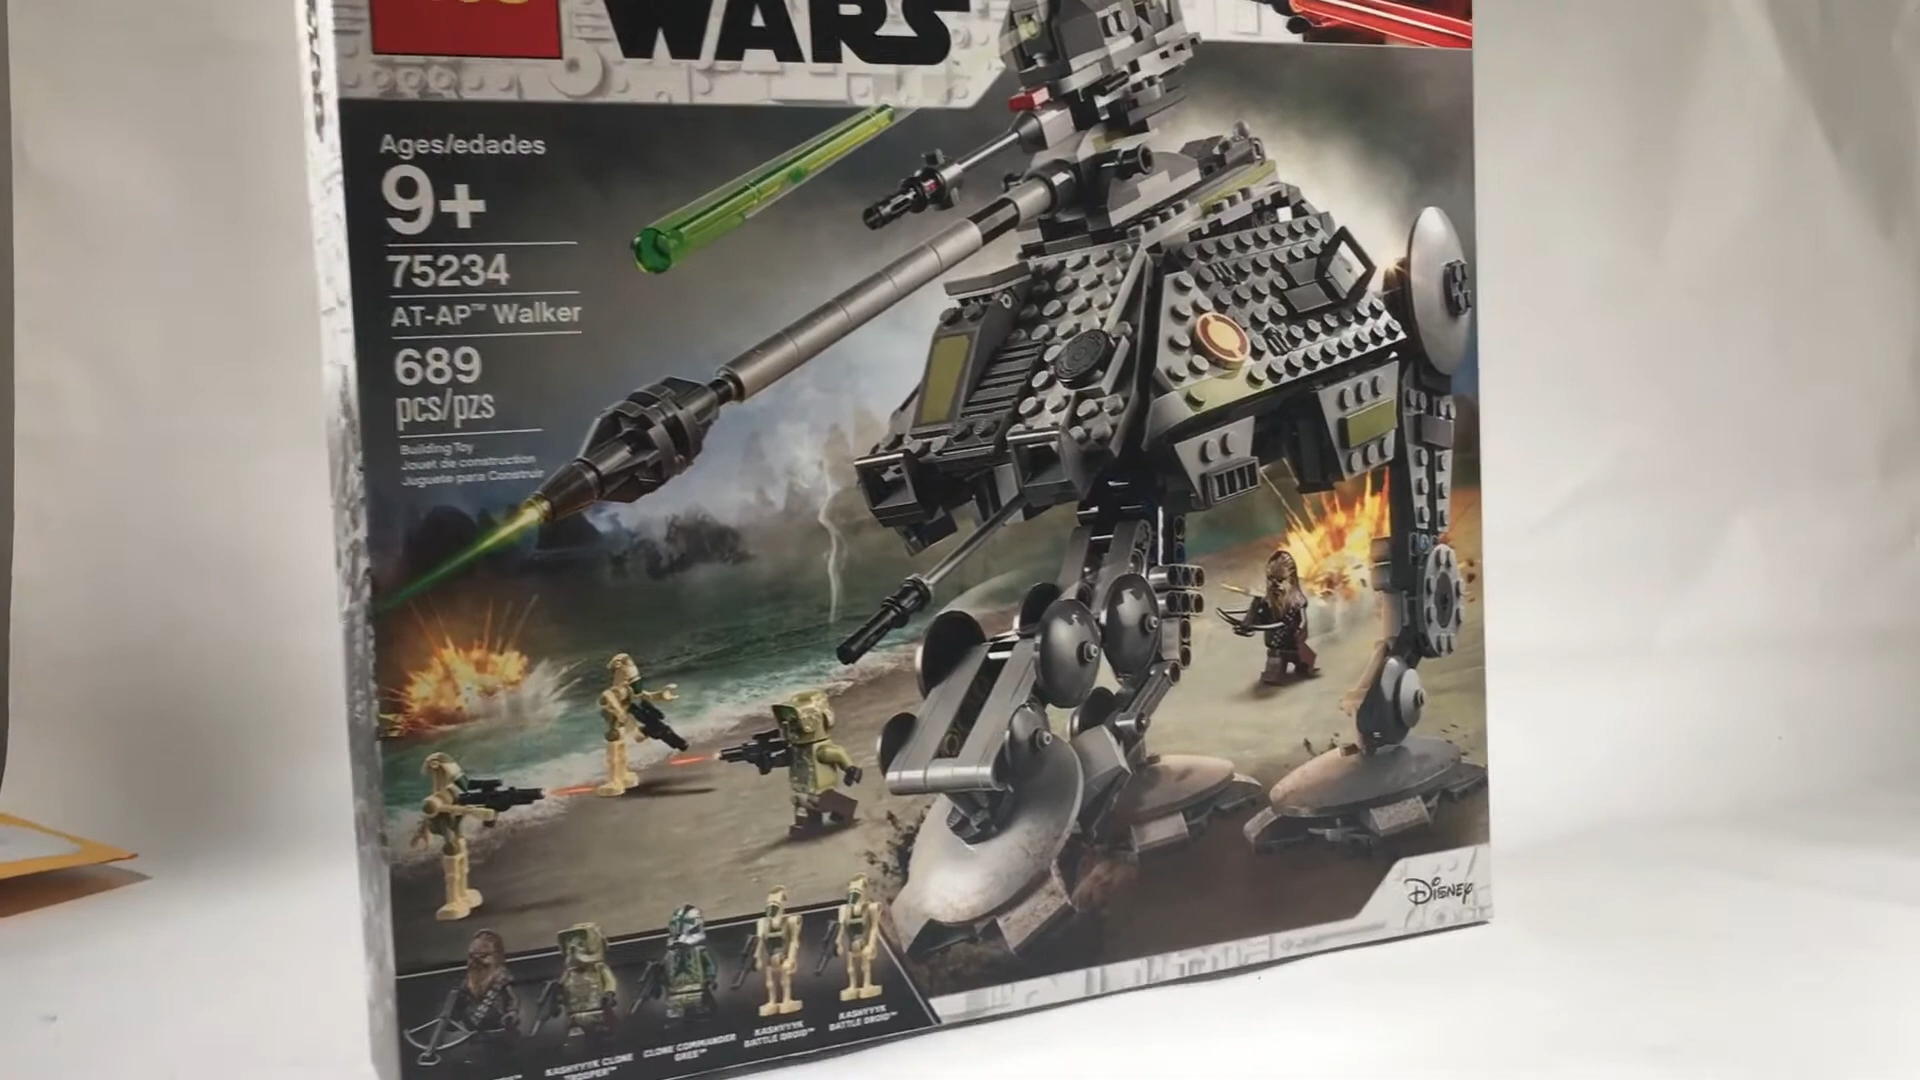 WARS
Ages/edades
9+
75234
AT-AP™ Walker
689
pcs/pzs
Building Toy
Jouet de construction
Juguete para Construir
DISNEY
KASHYYYK CLONE
TROOPER™
CLONE COMMANDER
GREE™
KASHYYYK
BATTLE DROID™
KASHYYYK
BATTLE DROID™